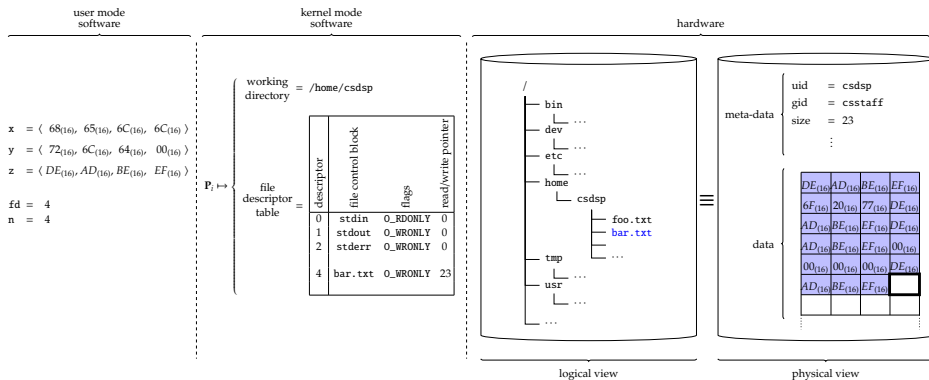 user mode
software
kernel mode
software
hardware
x = ⟨ 68(16), 65(16), 6C(16), 6C(16) ⟩
y = ⟨ 72(16), 6C(16), 64(16), 00(16) ⟩
z = ⟨ DE(16), AD(16), BE(16), EF(16) ⟩
fd = 4
n = 4
Pi ↦
working
directory = /home/csdsp
file
descriptor
table =
descriptor file control block flags read/write pointer
0 stdin O_RDONLY 0
1 stdout O_WRONLY 0
2 stderr O_WRONLY 0
4 bar.txt O_WRONLY 23
/
bin
...
dev
...
etc
...
home
csdsp
foo.txt
bar.txt
...
tmp
...
usr
...
...
logical view
≡
meta-data
uid = csdsp
gid = csstaff
size = 23
⋮
data
DE(16) AD(16) BE(16) EF(16)
6F(16) 20(16) 77(16) DE(16)
AD(16) BE(16) EF(16) DE(16)
AD(16) BE(16) EF(16) 00(16)
00(16) 00(16) 00(16) DE(16)
AD(16) BE(16) EF(16)
physical view